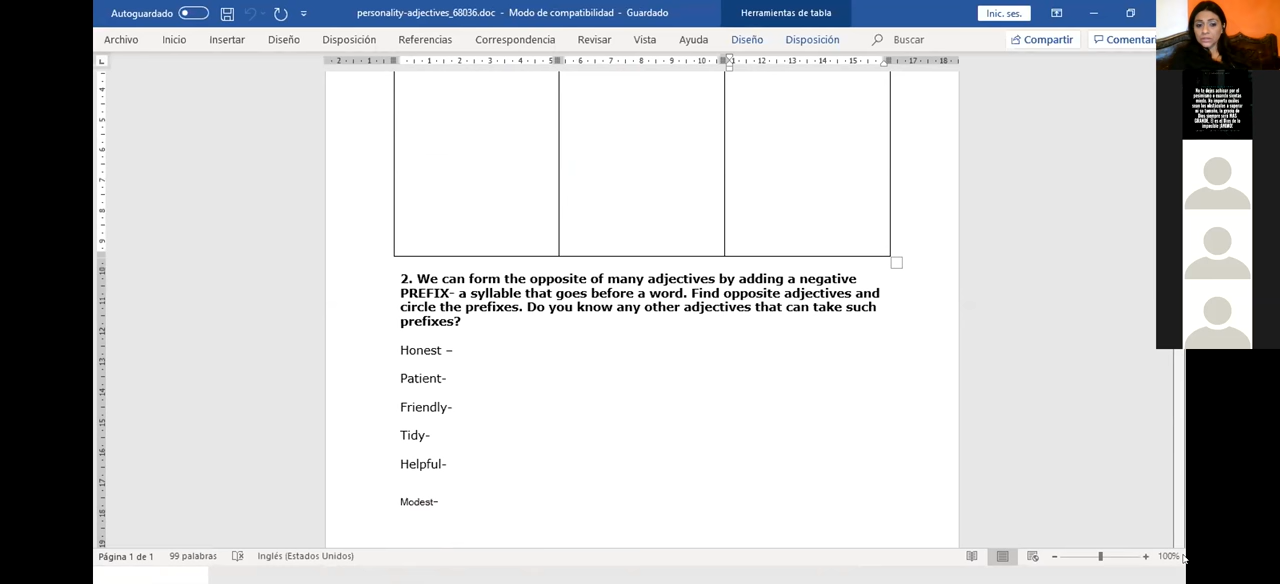 Autoguardado
personality-adjectives_68036.doc - Modo de compatibilidad - Guardado
Herramientas de tabla
Inic. ses.
Archivo Inicio Insertar Diseño Disposición Referencias Correspondencia Revisar Vista Ayuda Diseño Disposición Buscar Compartir Comentar
2. We can form the opposite of many adjectives by adding a negative
PREFIX- a syllable that goes before a word. Find opposite adjectives and
circle the prefixes. Do you know any other adjectives that can take such
prefixes?
Honest –
Patient-
Friendly-
Tidy-
Helpful-
Modest-
Página 1 de 1 99 palabras Inglés (Estados Unidos) 100%